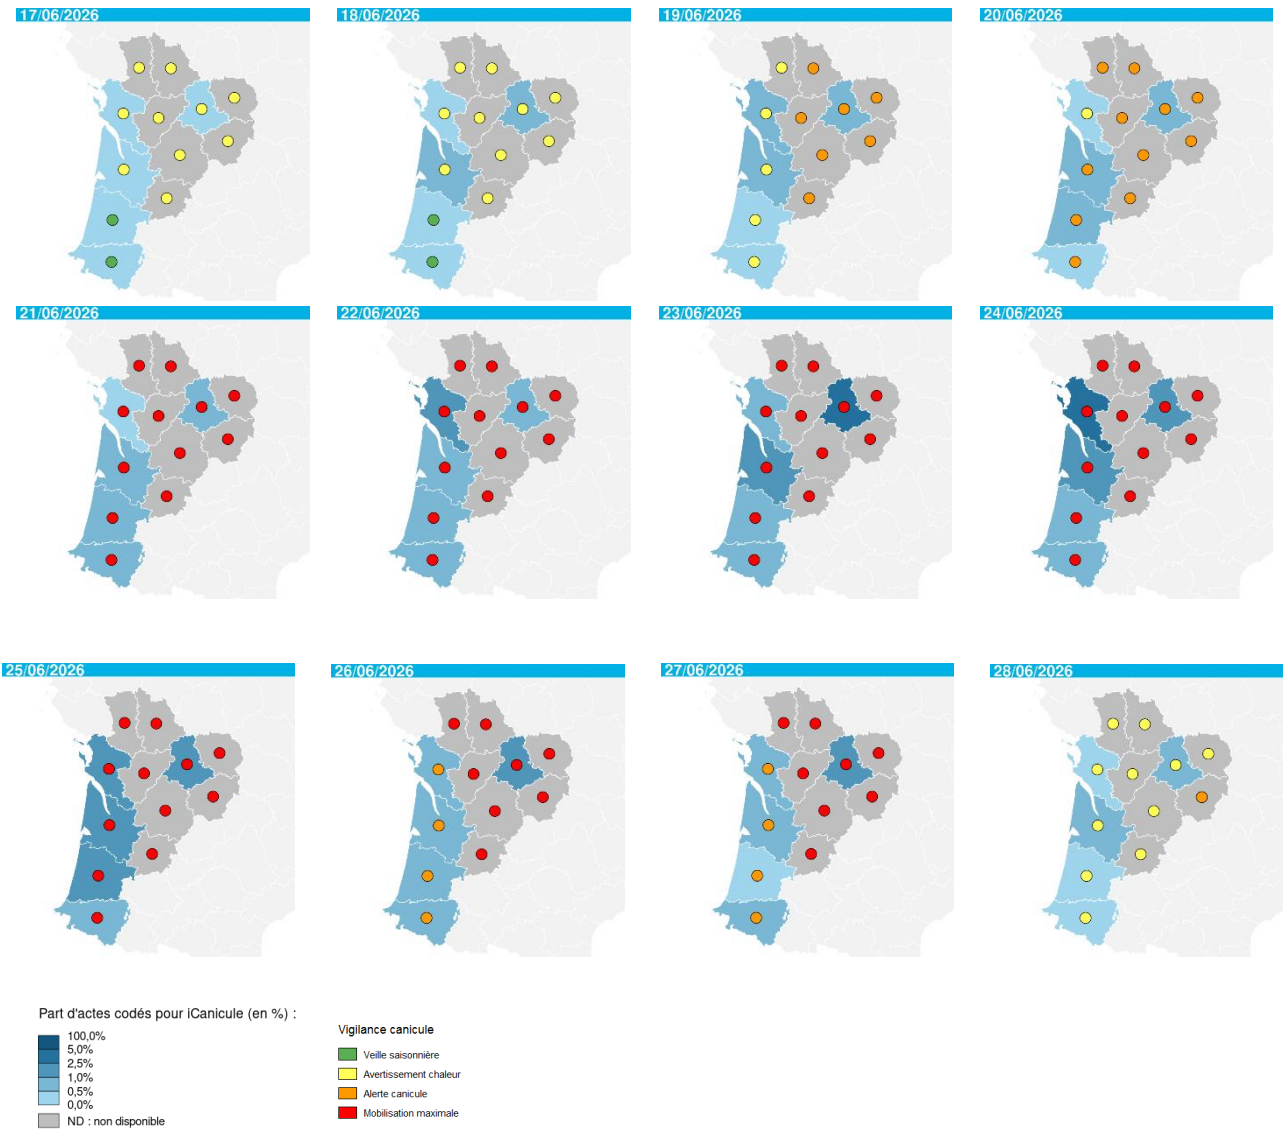 17/06/2026
18/06/2026
19/06/2026
20/06/2026
21/06/2026
22/06/2026
23/06/2026
24/06/2026
25/06/2026
26/06/2026
27/06/2026
28/06/2026
Part d'actes codés pour iCanicule (en %) :
100,0%
5,0%
2,5%
1,0%
0,5%
0,0%
ND : non disponible
Vigilance canicule
Veille saisonnière
Avertissement chaleur
Alerte canicule
Mobilisation maximale